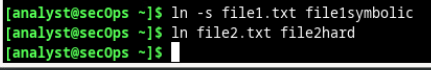 [analyst@secOps ~]$ ln -s file1.txt file1symbolic
[analyst@secOps ~]$ ln file2.txt file2hard
[analyst@secOps ~]$